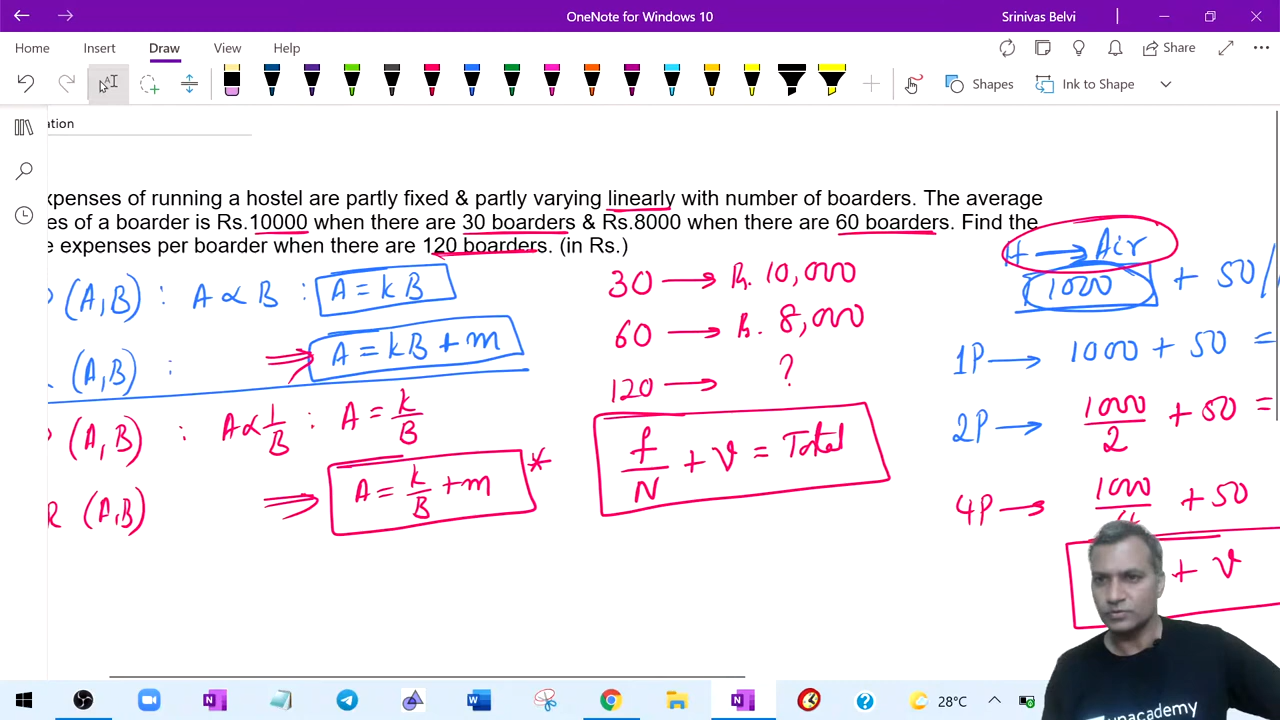 OneNote for Windows 10
Srinivas Belvi
Home Insert Draw View Help
Share
Shapes
Ink to Shape
ation
xpenses of running a hostel are partly fixed & partly varying linearly with number of boarders. The average
es of a boarder is Rs.10000 when there are 30 boarders & Rs.8000 when there are 60 boarders. Find the
e expenses per boarder when there are 120 boarders. (in Rs.)
(A,B) : A ∝ B : A = kB
(A,B) : ⇒ A = kB + m
(A,B) : A ∝ 1/B : A = k/B
R (A,B) ⇒ A = k/B + m *
30 → Rs. 10,000
60 → Rs. 8,000
120 → ?
f/N + v = Total
H → Air
1000 + 50/
1P → 1000 + 50 =
2P → 1000/2 + 50 =
4P → 1000/4 + 50
+ v
28°C
unacademy